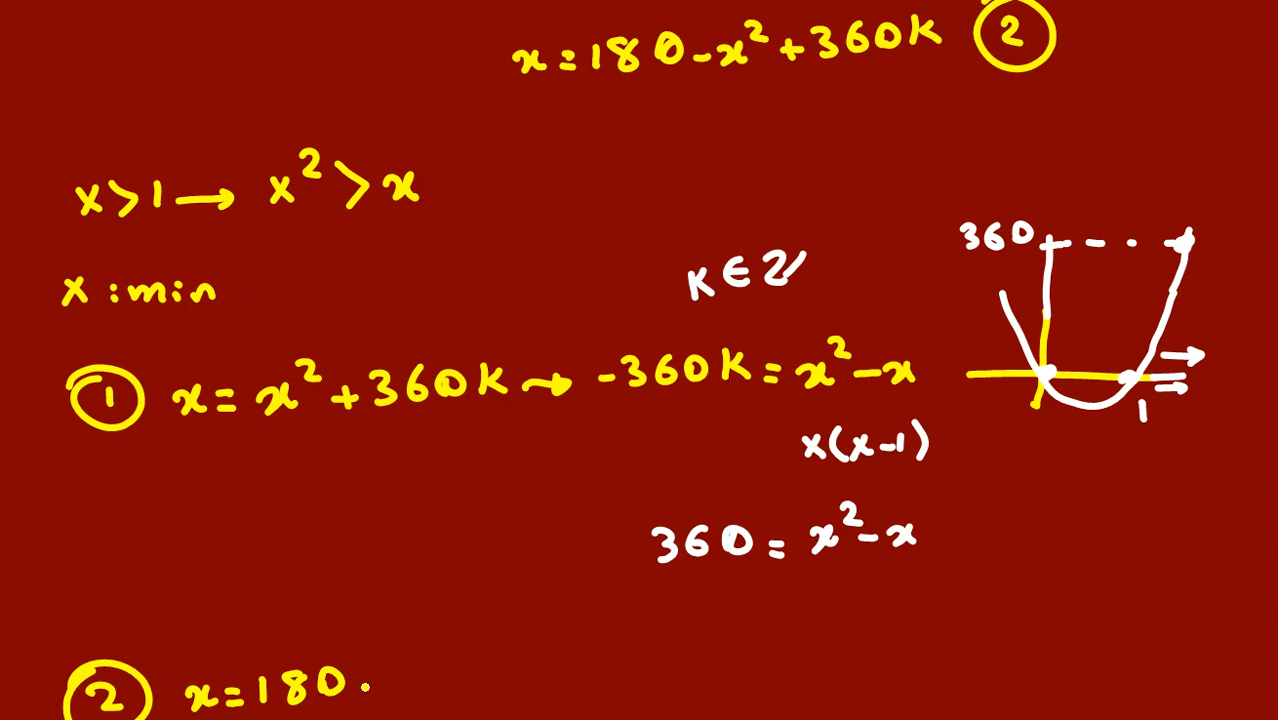 x=180-x²+360k ②
x>1→ x²>x
360
k∈ℤ
x :min
① x=x²+360k→-360k=x²-x
1
x(x-1)
360=x²-x
② x=180